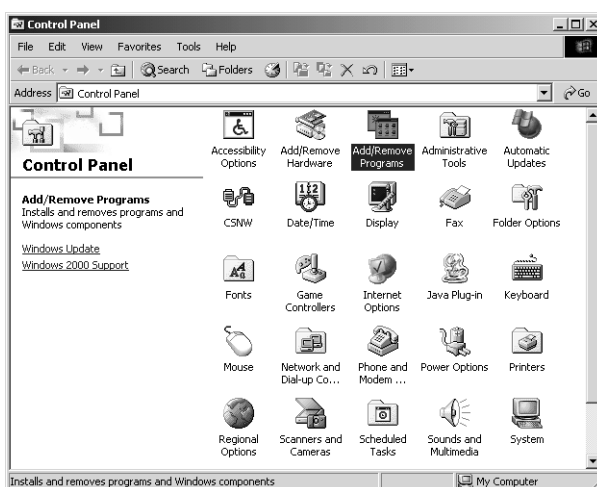 Control Panel
File Edit View Favorites Tools Help
Back Search Folders
Address Control Panel Go
Control Panel
Add/Remove Programs
Installs and removes programs and
Windows components
Windows Update
Windows 2000 Support
Accessibility
Options
Add/Remove
Hardware
Add/Remove
Programs
Administrative
Tools
Automatic
Updates
CSNW
Date/Time
Display
Fax
Folder Options
Fonts
Game
Controllers
Internet
Options
Java Plug-in
Keyboard
Mouse
Network and
Dial-up Co...
Phone and
Modem ...
Power Options
Printers
Regional
Options
Scanners and
Cameras
Scheduled
Tasks
Sounds and
Multimedia
System
Installs and removes programs and Windows components My Computer